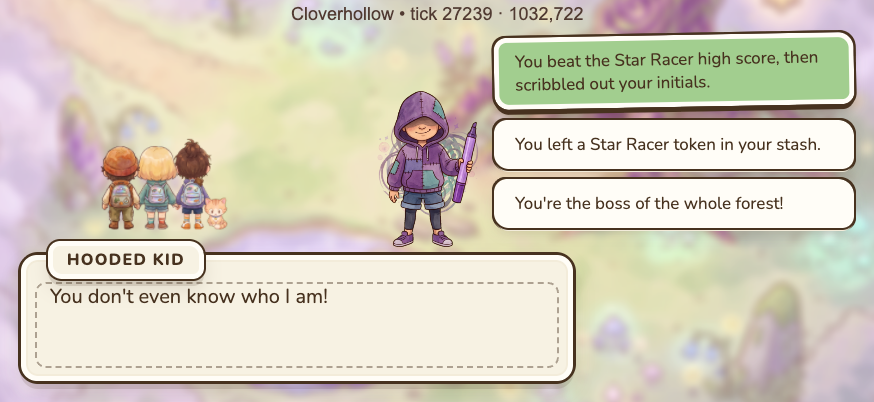 Cloverhollow • tick 27239 · 1032,722
You beat the Star Racer high score, then
scribbled out your initials.
You left a Star Racer token in your stash.
You're the boss of the whole forest!
HOODED KID
You don't even know who I am!